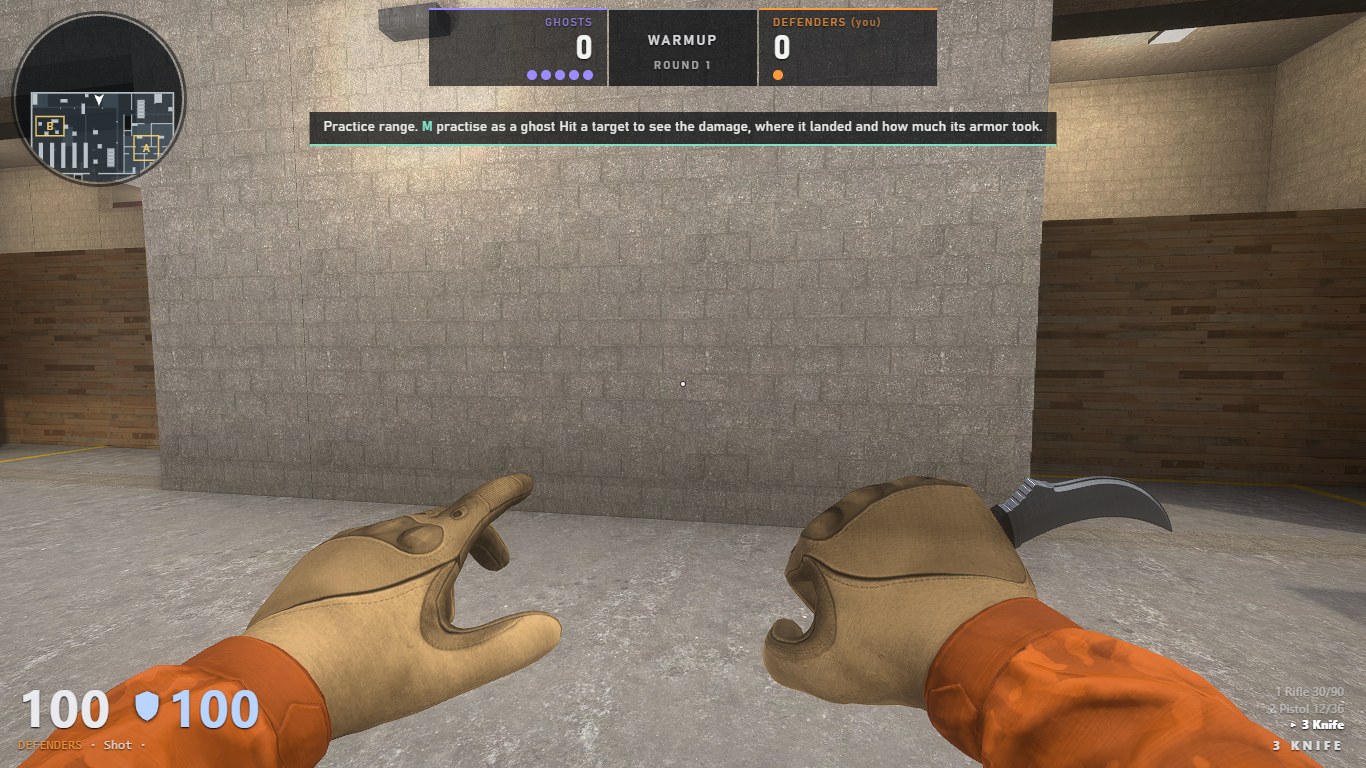 GHOSTS
0
WARMUP
ROUND 1
DEFENDERS (you)
0
B
A
Practice range. M practise as a ghost Hit a target to see the damage, where it landed and how much its armor took.
100 100
DEFENDERS · Shot ·
1 Rifle 30/90
2 Pistol 12/36
▸ 3 Knife
3 KNIFE